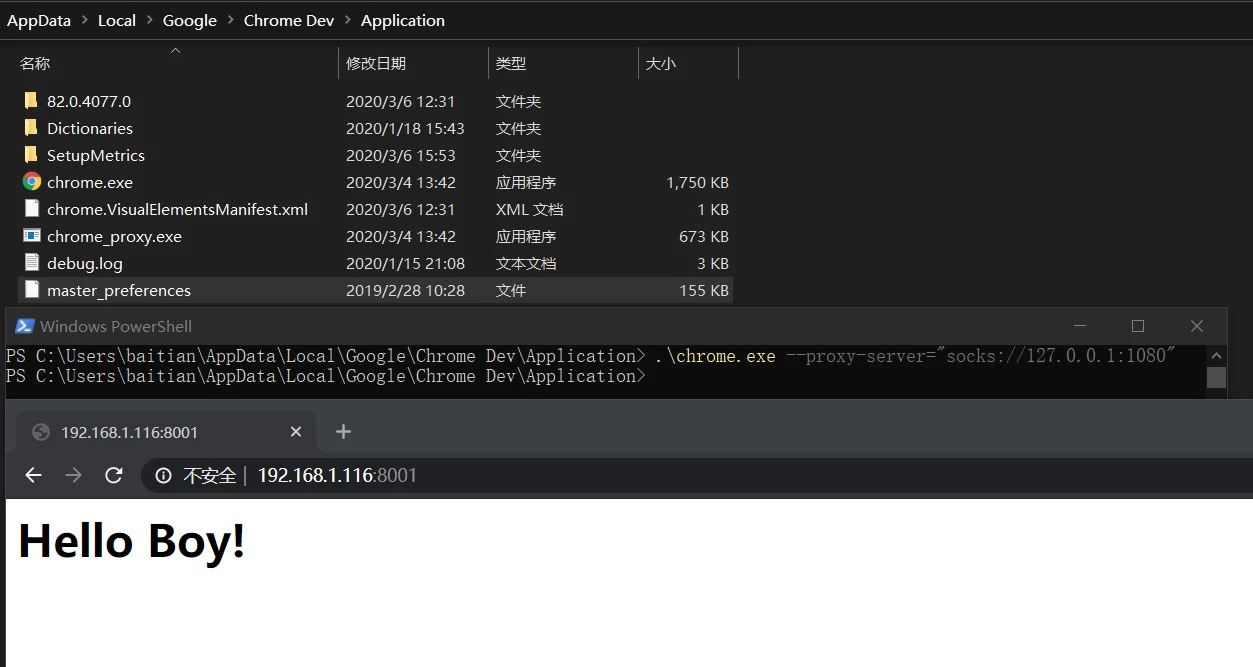 AppData > Local > Google > Chrome Dev > Application
名称 修改日期 类型 大小
82.0.4077.0 2020/3/6 12:31 文件夹
Dictionaries 2020/1/18 15:43 文件夹
SetupMetrics 2020/3/6 15:53 文件夹
chrome.exe 2020/3/4 13:42 应用程序 1,750 KB
chrome.VisualElementsManifest.xml 2020/3/6 12:31 XML 文档 1 KB
chrome_proxy.exe 2020/3/4 13:42 应用程序 673 KB
debug.log 2020/1/15 21:08 文本文档 3 KB
master_preferences 2019/2/28 10:28 文件 155 KB
Windows PowerShell
PS C:\Users\baitian\AppData\Local\Google\Chrome Dev\Application> .\chrome.exe --proxy-server="socks://127.0.0.1:1080"
PS C:\Users\baitian\AppData\Local\Google\Chrome Dev\Application>
192.168.1.116:8001
不安全 | 192.168.1.116:8001
Hello Boy!